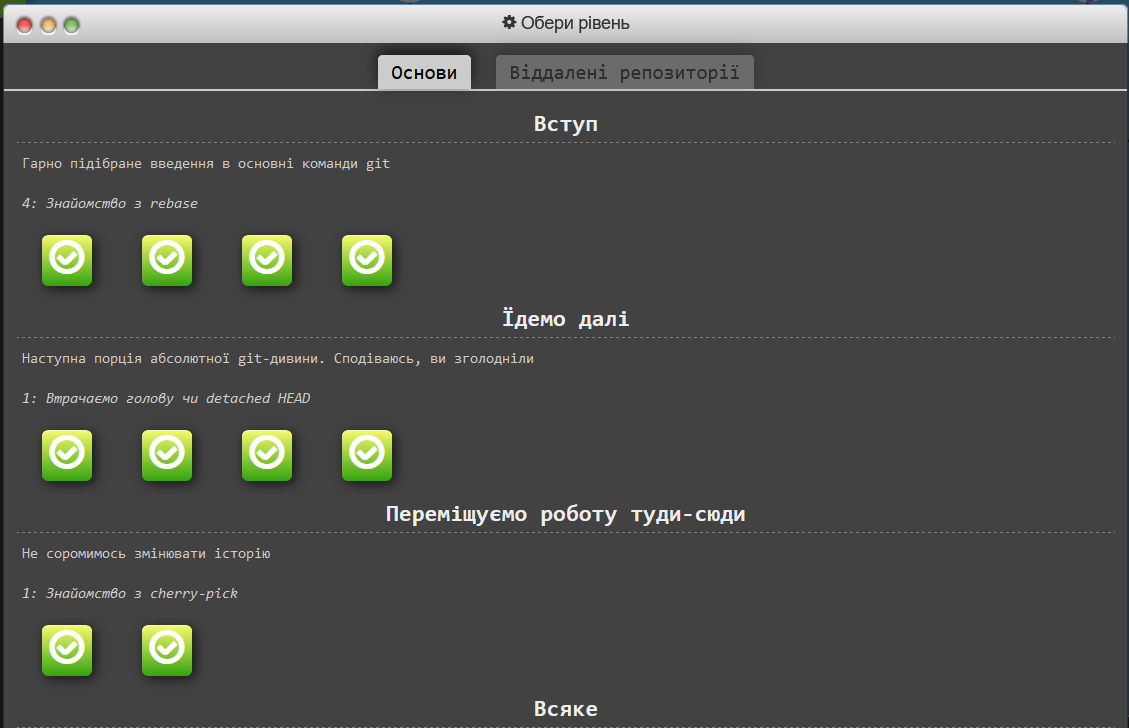 Обери рівень
Основи
Віддалені репозиторії
Вступ
Гарно підібране введення в основні команди git
4: Знайомство з rebase
Їдемо далі
Наступна порція абсолютної git-дивини. Сподіваюсь, ви зголодніли
1: Втрачаємо голову чи detached HEAD
Переміщуємо роботу туди-сюди
Не соромимось змінювати історію
1: Знайомство з cherry-pick
Всяке